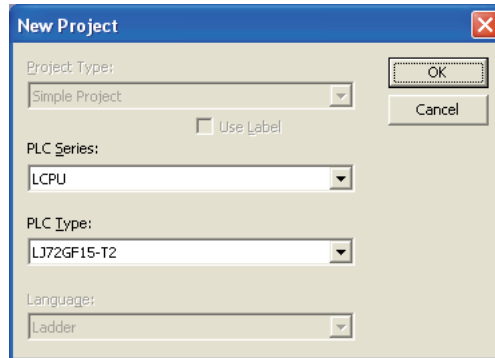 New Project
Project Type:
Simple Project
Use Label
PLC Series:
LCPU
PLC Type:
LJ72GF15-T2
Language:
Ladder
OK
Cancel